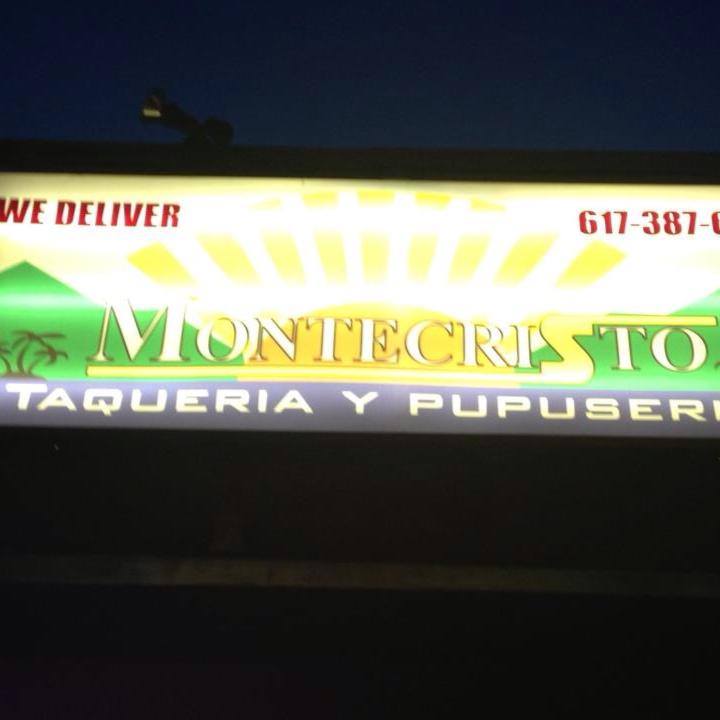 WE DELIVER
617-387-
MONTECRISTO
TAQUERIA Y PUPUSERI